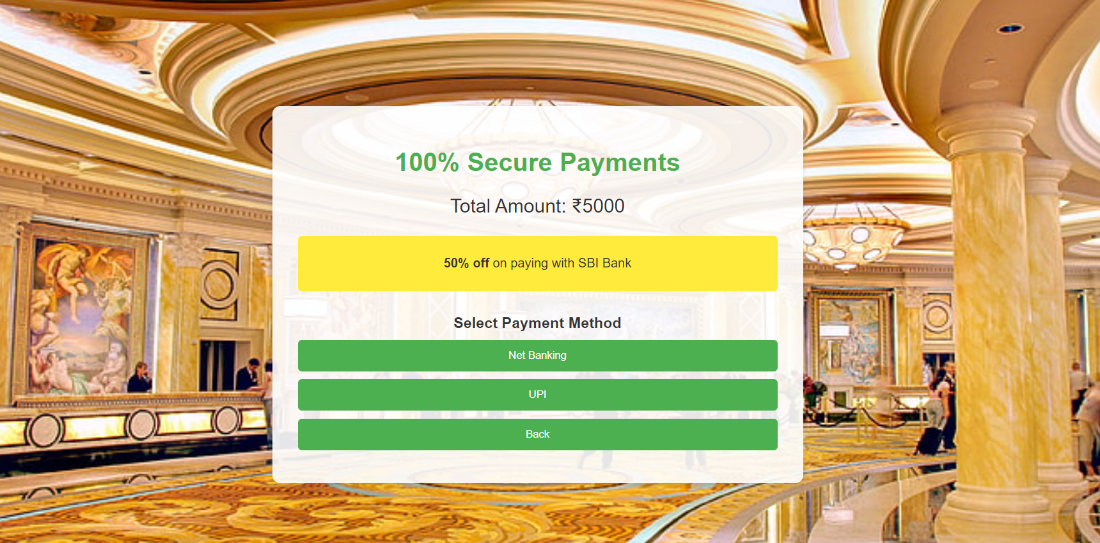 100% Secure Payments
Total Amount: ₹5000
50% off on paying with SBI Bank
Select Payment Method
Net Banking
UPI
Back